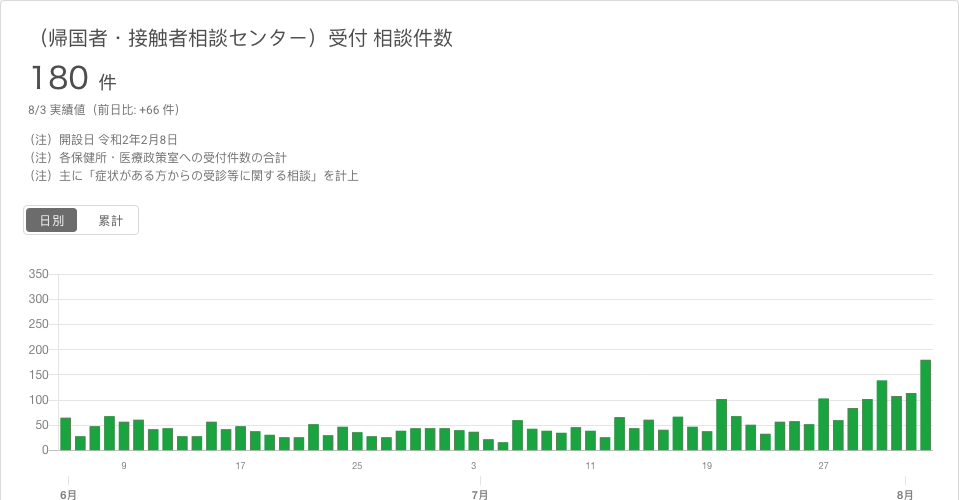 （帰国者・接触者相談センター）受付 相談件数
180 件
8/3 実績値（前日比: +66 件）
（注）開設日 令和2年2月8日
（注）各保健所・医療政策室への受付件数の合計
（注）主に「症状がある方からの受診等に関する相談」を計上
日別 累計
350
300
250
200
150
100
50
0
9 17 25 3 11 19 27
6月 7月 8月